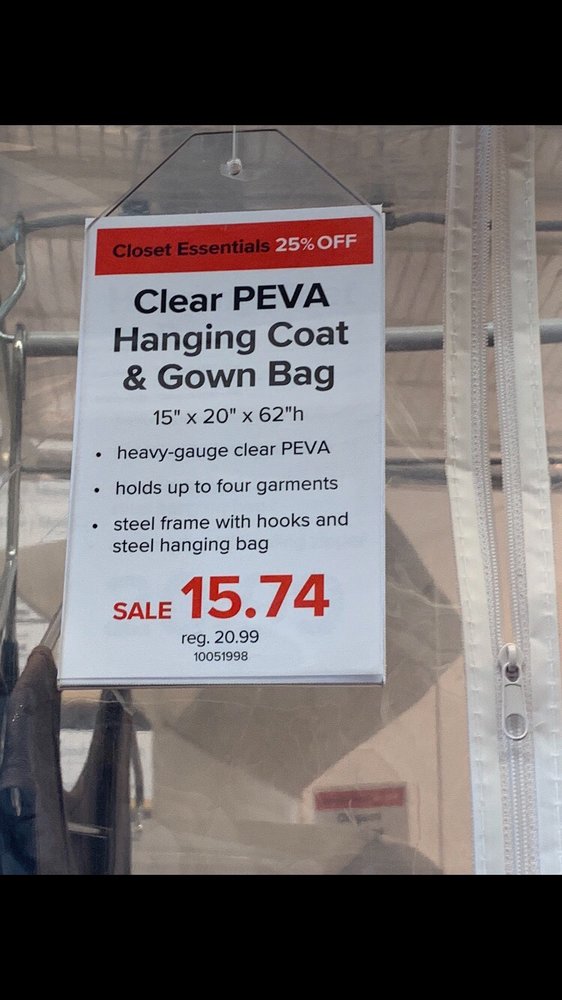 Closet Essentials 25% OFF
Clear PEVA
Hanging Coat
& Gown Bag
15" x 20" x 62"h
• heavy-gauge clear PEVA
• holds up to four garments
• steel frame with hooks and
steel hanging bag
SALE 15.74
reg. 20.99
10051998